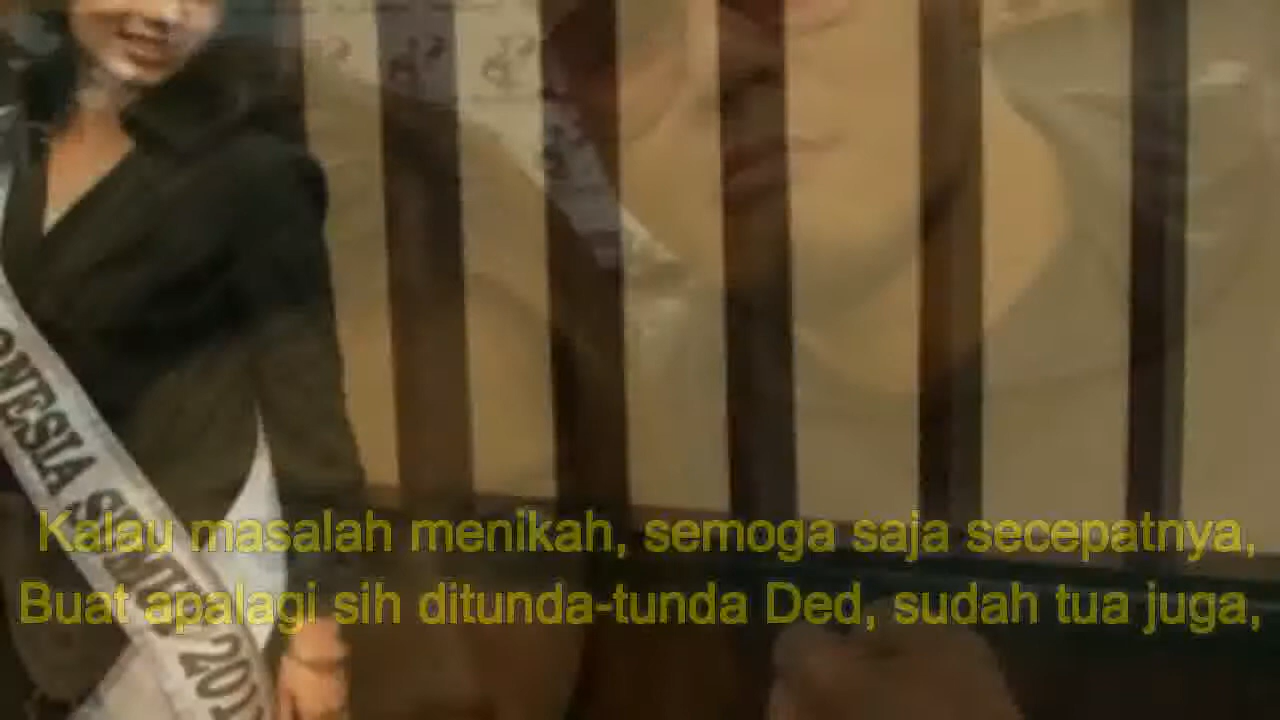 Kalau masalah menikah, semoga saja secepatnya,
Buat apalagi sih ditunda-tunda Ded, sudah tua juga,